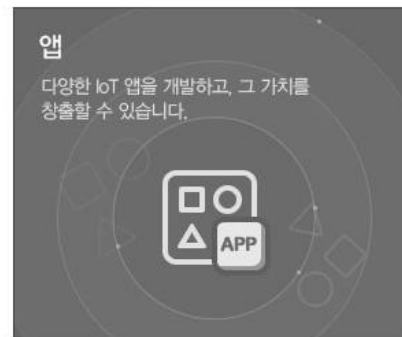 앱
다양한 IoT 앱을 개발하고, 그 가치를
창출할 수 있습니다.
APP